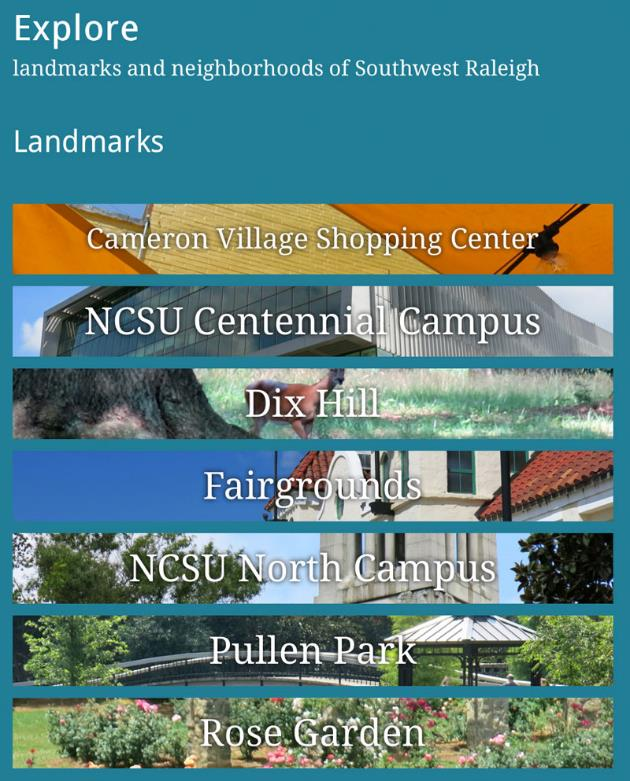 Explore
landmarks and neighborhoods of Southwest Raleigh
Landmarks
Cameron Village Shopping Center
NCSU Centennial Campus
Dix Hill
Fairgrounds
NCSU North Campus
Pullen Park
Rose Garden